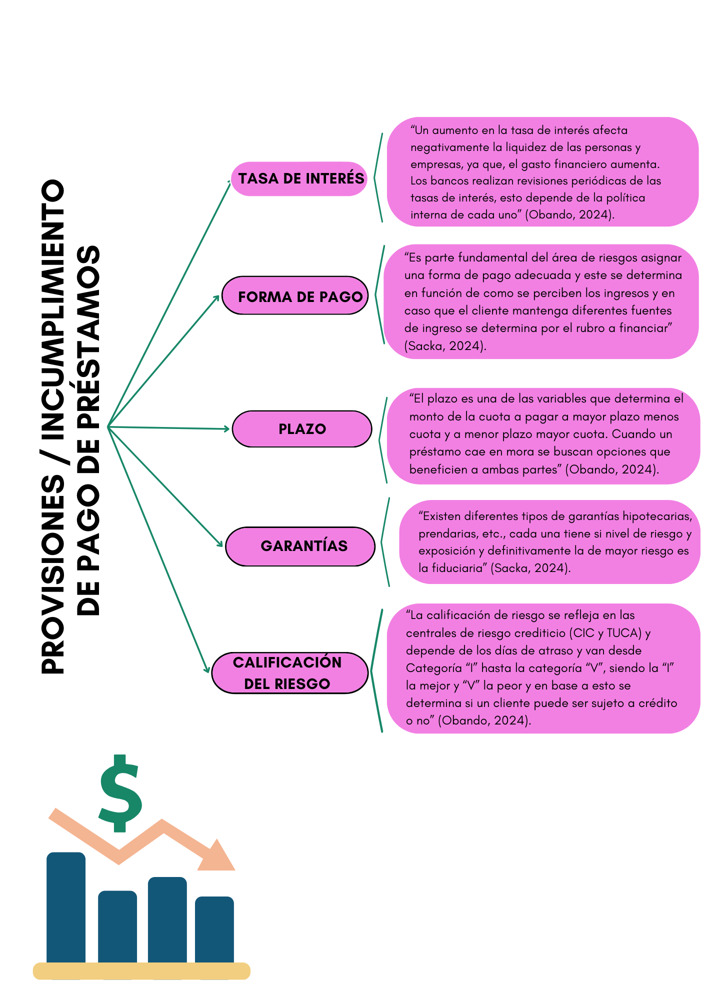 PROVISIONES / INCUMPLIMIENTO
DE PAGO DE PRÉSTAMOS
TASA DE INTERÉS
“Un aumento en la tasa de interés afecta
negativamente la liquidez de las personas y
empresas, ya que, el gasto financiero aumenta.
Los bancos realizan revisiones periódicas de las
tasas de interés, esto depende de la política
interna de cada uno” (Obando, 2024).
FORMA DE PAGO
“Es parte fundamental del área de riesgos asignar
una forma de pago adecuada y este se determina
en función de como se perciben los ingresos y en
caso que el cliente mantenga diferentes fuentes
de ingreso se determina por el rubro a financiar”
(Sacka, 2024).
PLAZO
“El plazo es una de las variables que determina el
monto de la cuota a pagar a mayor plazo menos
cuota y a menor plazo mayor cuota. Cuando un
préstamo cae en mora se buscan opciones que
beneficien a ambas partes” (Obando, 2024).
GARANTÍAS
“Existen diferentes tipos de garantías hipotecarias,
prendarias, etc., cada una tiene si nivel de riesgo y
exposición y definitivamente la de mayor riesgo es
la fiduciaria” (Sacka, 2024).
CALIFICACIÓN
DEL RIESGO
“La calificación de riesgo se refleja en las
centrales de riesgo crediticio (CIC y TUCA) y
depende de los días de atraso y van desde
Categoría “I” hasta la categoría “V”, siendo la “I”
la mejor y “V” la peor y en base a esto se
determina si un cliente puede ser sujeto a crédito
o no” (Obando, 2024).
$